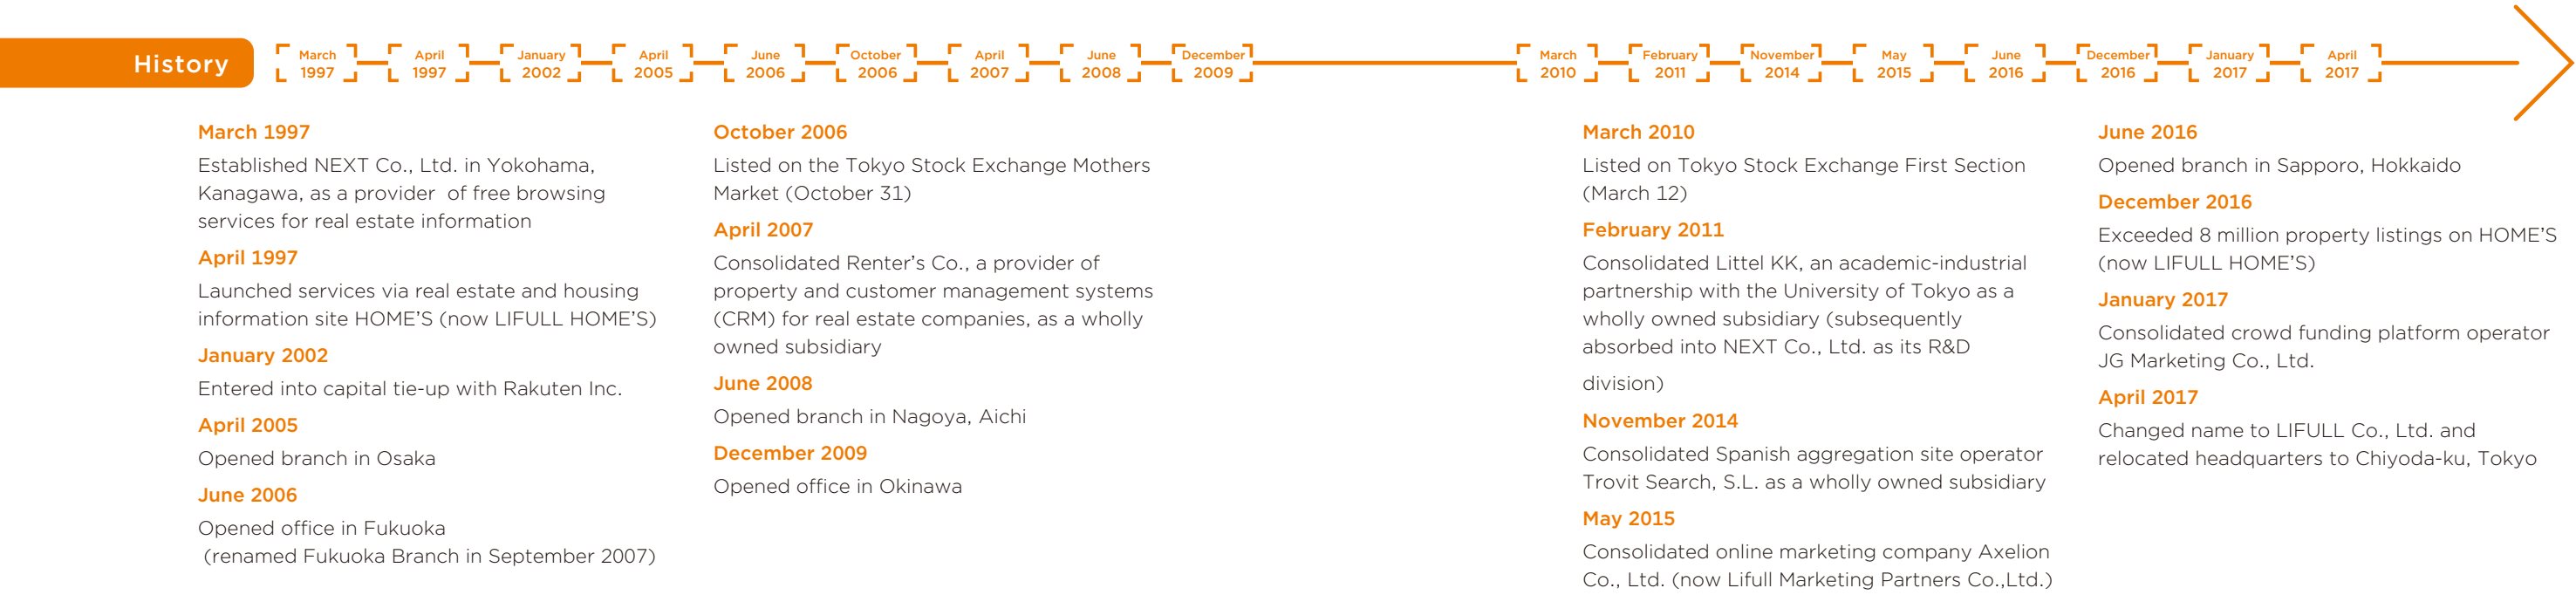 History
March
1997
April
1997
January
2002
April
2005
June
2006
October
2006
April
2007
June
2008
December
2009
March
2010
February
2011
November
2014
May
2015
June
2016
December
2016
January
2017
April
2017
March 1997
Established NEXT Co., Ltd. in Yokohama,
Kanagawa, as a provider of free browsing
services for real estate information
April 1997
Launched services via real estate and housing
information site HOME'S (now LIFULL HOME'S)
January 2002
Entered into capital tie-up with Rakuten Inc.
April 2005
Opened branch in Osaka
June 2006
Opened office in Fukuoka
(renamed Fukuoka Branch in September 2007)
October 2006
Listed on the Tokyo Stock Exchange Mothers
Market (October 31)
April 2007
Consolidated Renter's Co., a provider of
property and customer management systems
(CRM) for real estate companies, as a wholly
owned subsidiary
June 2008
Opened branch in Nagoya, Aichi
December 2009
Opened office in Okinawa
March 2010
Listed on Tokyo Stock Exchange First Section
(March 12)
February 2011
Consolidated Littel KK, an academic-industrial
partnership with the University of Tokyo as a
wholly owned subsidiary (subsequently
absorbed into NEXT Co., Ltd. as its R&D
division)
November 2014
Consolidated Spanish aggregation site operator
Trovit Search, S.L. as a wholly owned subsidiary
May 2015
Consolidated online marketing company Axelion
Co., Ltd. (now Lifull Marketing Partners Co.,Ltd.)
June 2016
Opened branch in Sapporo, Hokkaido
December 2016
Exceeded 8 million property listings on HOME'S
(now LIFULL HOME'S)
January 2017
Consolidated crowd funding platform operator
JG Marketing Co., Ltd.
April 2017
Changed name to LIFULL Co., Ltd. and
relocated headquarters to Chiyoda-ku, Tokyo